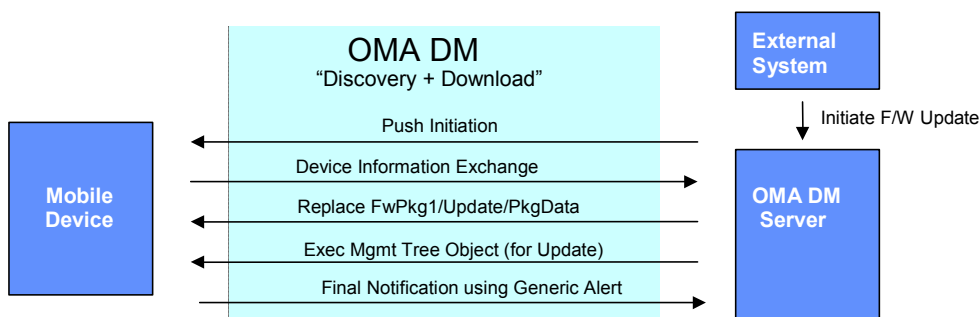 OMA DM
“Discovery + Download”
External
System
Initiate F/W Update
Push Initiation
Device Information Exchange
Mobile
Device
Replace FwPkg1/Update/PkgData
OMA DM
Server
Exec Mgmt Tree Object (for Update)
Final Notification using Generic Alert